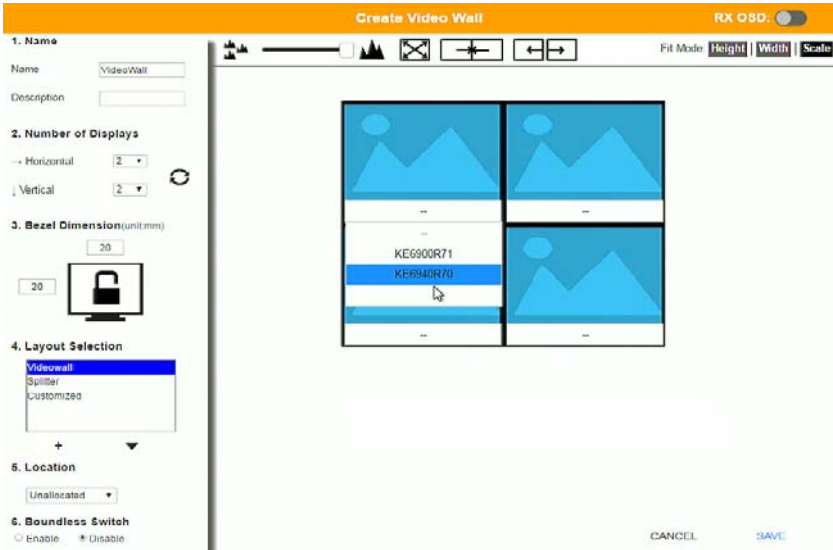 Create Video Wall
RX OSD:
1. Name
Name VideoWall
Description
2. Number of Displays
→ Horizontal 2
↓ Vertical 2
3. Bezel Dimension(unit:mm)
20
20
4. Layout Selection
Videowall
Splitter
Customized
+
5. Location
Unallocated
6. Boundless Switch
Enable Disable
Fit Mode: Height | Width | Scale
--
--
--
KE6900R71
KE6940R70
--
--
CANCEL SAVE